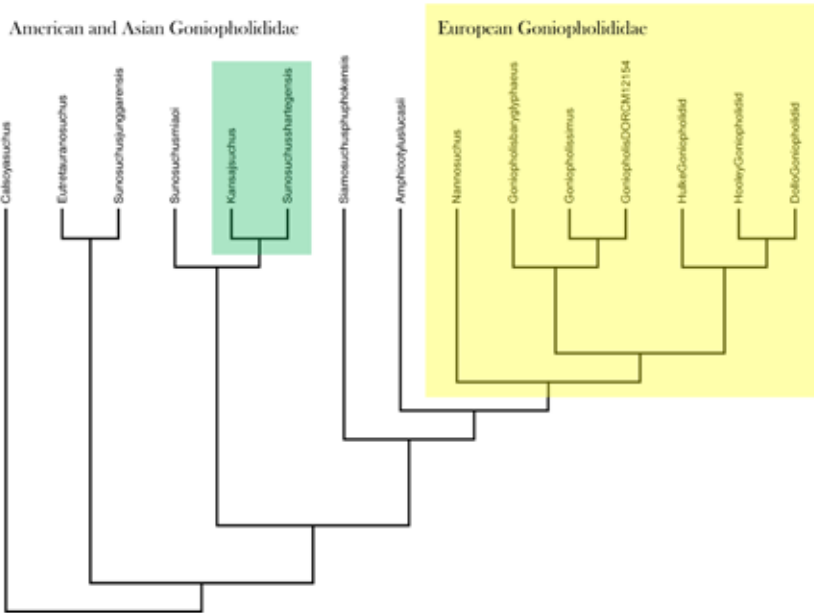 American and Asian Goniopholididae
European Goniopholididae
Calsoyasuchus
Eutretauranosuchus
Sunosuchusjunggarensis
Sunosuchusmiaoi
Kansajsuchus
Sunosuchusshartegensis
Siamosuchusphuphokensis
Amphicotyluslucasii
Nannosuchus
Goniopholisbaryglyphaeus
Goniopholissimus
GoniopholisDORCM12154
HulkeGoniopholidid
HooleyGoniopholidid
DolloGoniopholidid